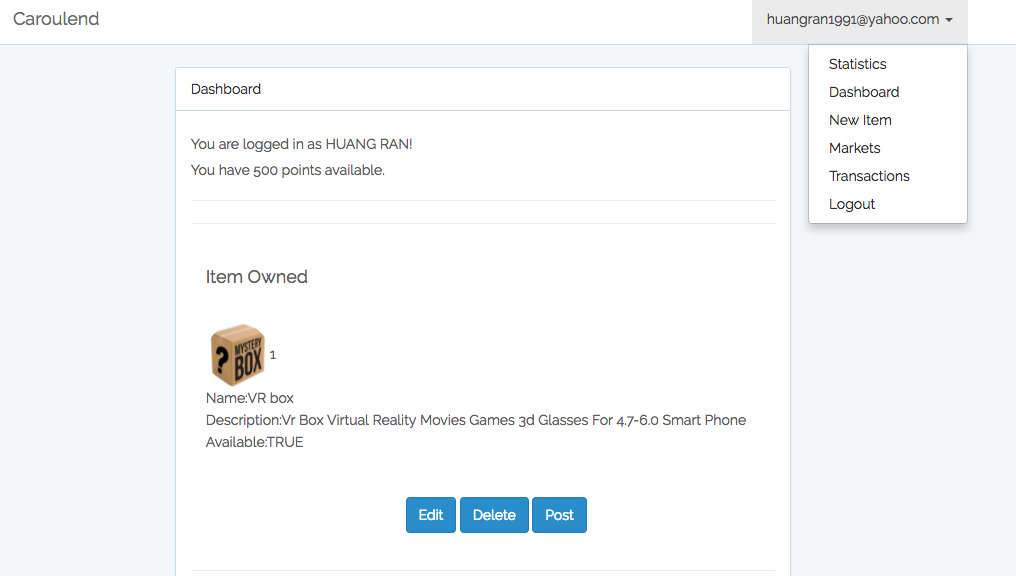 Caroulend
huangran1991@yahoo.com
Statistics
Dashboard
New Item
Markets
Transactions
Logout
Dashboard
You are logged in as HUANG RAN!
You have 500 points available.
Item Owned
? MYSTERY
BOX
1
Name:VR box
Description:Vr Box Virtual Reality Movies Games 3d Glasses For 4.7-6.0 Smart Phone
Available:TRUE
Edit Delete Post